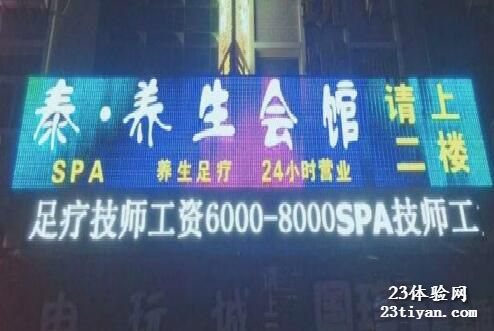 泰·养生会馆
请上二楼
SPA 养生足疗 24小时营业
足疗技师工资6000-8000SPA技师工
23体验网
23tiyan.com